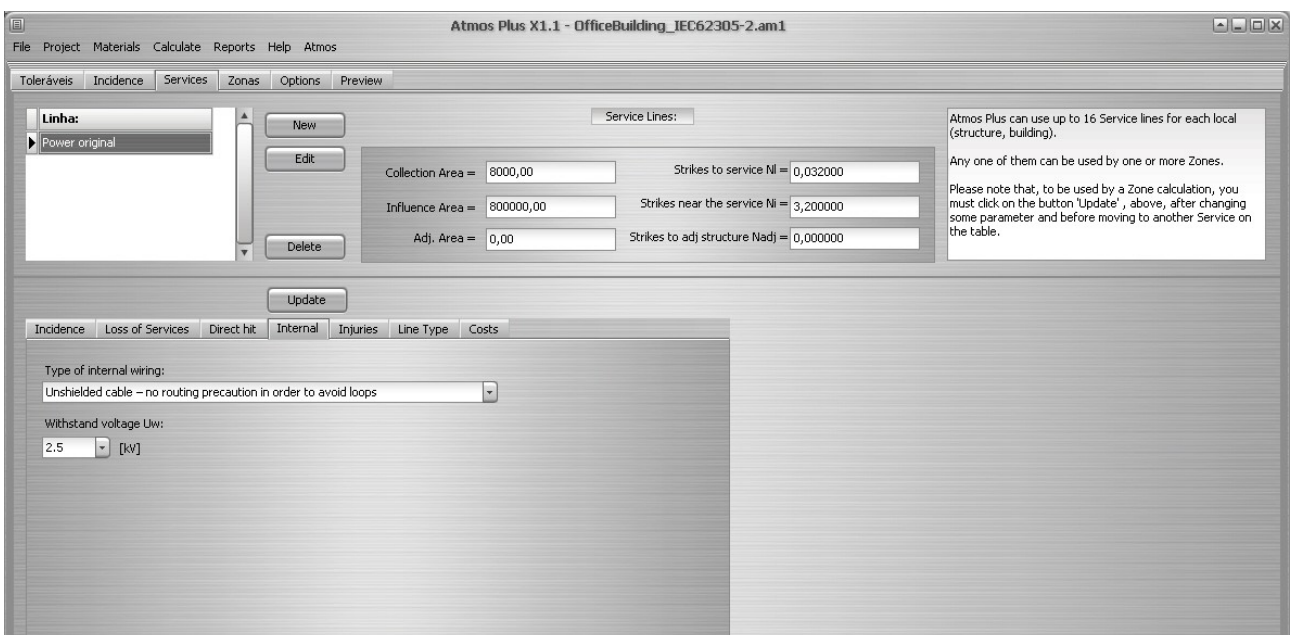 Atmos Plus X1.1 - OfficeBuilding_IEC62305-2.am1
File Project Materials Calculate Reports Help Atmos
Toleráveis Incidence Services Zonas Options Preview
Linha:
Power original
New
Edit
Delete
Service Lines:
Collection Area = 8000,00
Strikes to service Nl = 0,032000
Influence Area = 800000,00
Strikes near the service Ni = 3,200000
Adj. Area = 0,00
Strikes to adj structure Nadj = 0,000000
Atmos Plus can use up to 16 Service lines for each local
(structure, building).
Any one of them can be used by one or more Zones.
Please note that, to be used by a Zone calculation, you
must click on the button 'Update' , above, after changing
some parameter and before moving to another Service on
the table.
Update
Incidence Loss of Services Direct hit Internal Injuries Line Type Costs
Type of internal wiring:
Unshielded cable – no routing precaution in order to avoid loops
Withstand voltage Uw:
2.5 [kV]